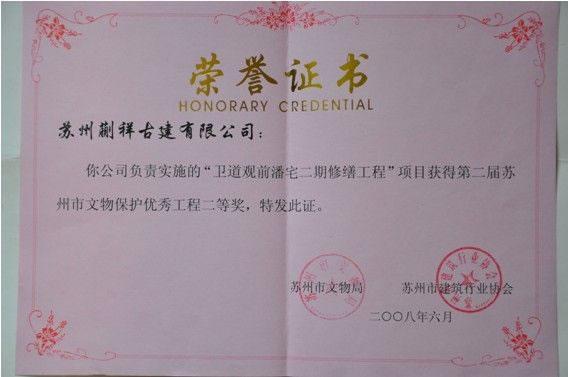 荣誉证书
HONORARY CREDENTIAL
苏州蒯祥古建有限公司：
你公司负责实施的“卫道观前潘宅二期修缮工程”项目获得第二届苏
州市文物保护优秀工程二等奖，特发此证。
苏州市文物局 苏州市建筑行业协会
二〇〇八年六月